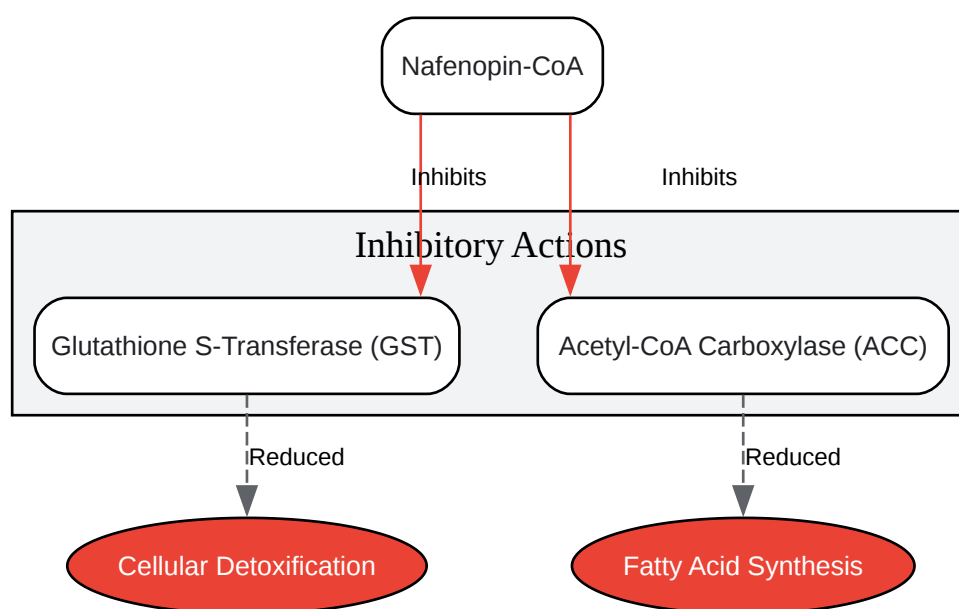 Nafenopin-CoA
Inhibits
Inhibits
Inhibitory Actions
Glutathione S-Transferase (GST)
Acetyl-CoA Carboxylase (ACC)
Reduced
Reduced
Cellular Detoxification
Fatty Acid Synthesis